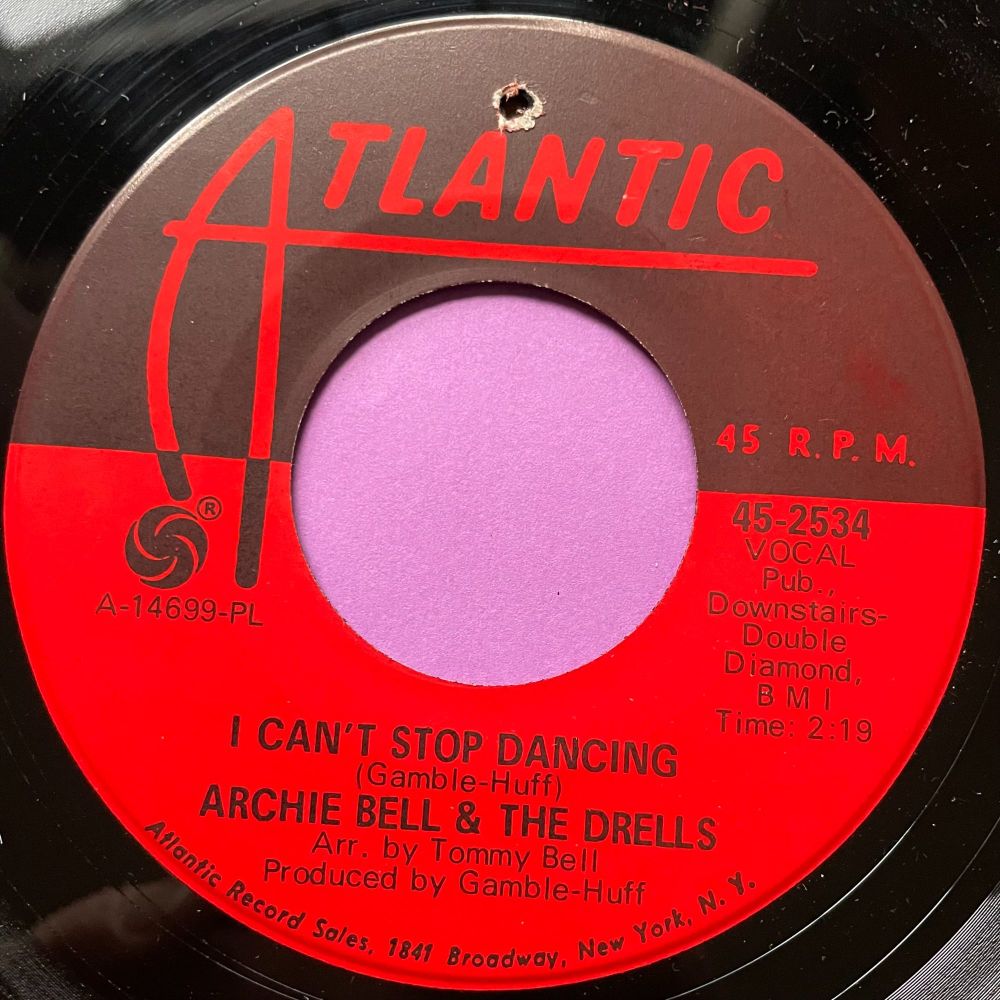 ATLANTIC
45 R.P.M.
®
A-14699-PL
45-2534
VOCAL
Pub.,
Downstairs-
Double
Diamond,
BMI
Time: 2:19
I CAN'T STOP DANCING
(Gamble-Huff)
ARCHIE BELL & THE DRELLS
Arr. by Tommy Bell
Produced by Gamble-Huff
Atlantic Record Sales, 1841 Broadway, New York, N. Y.